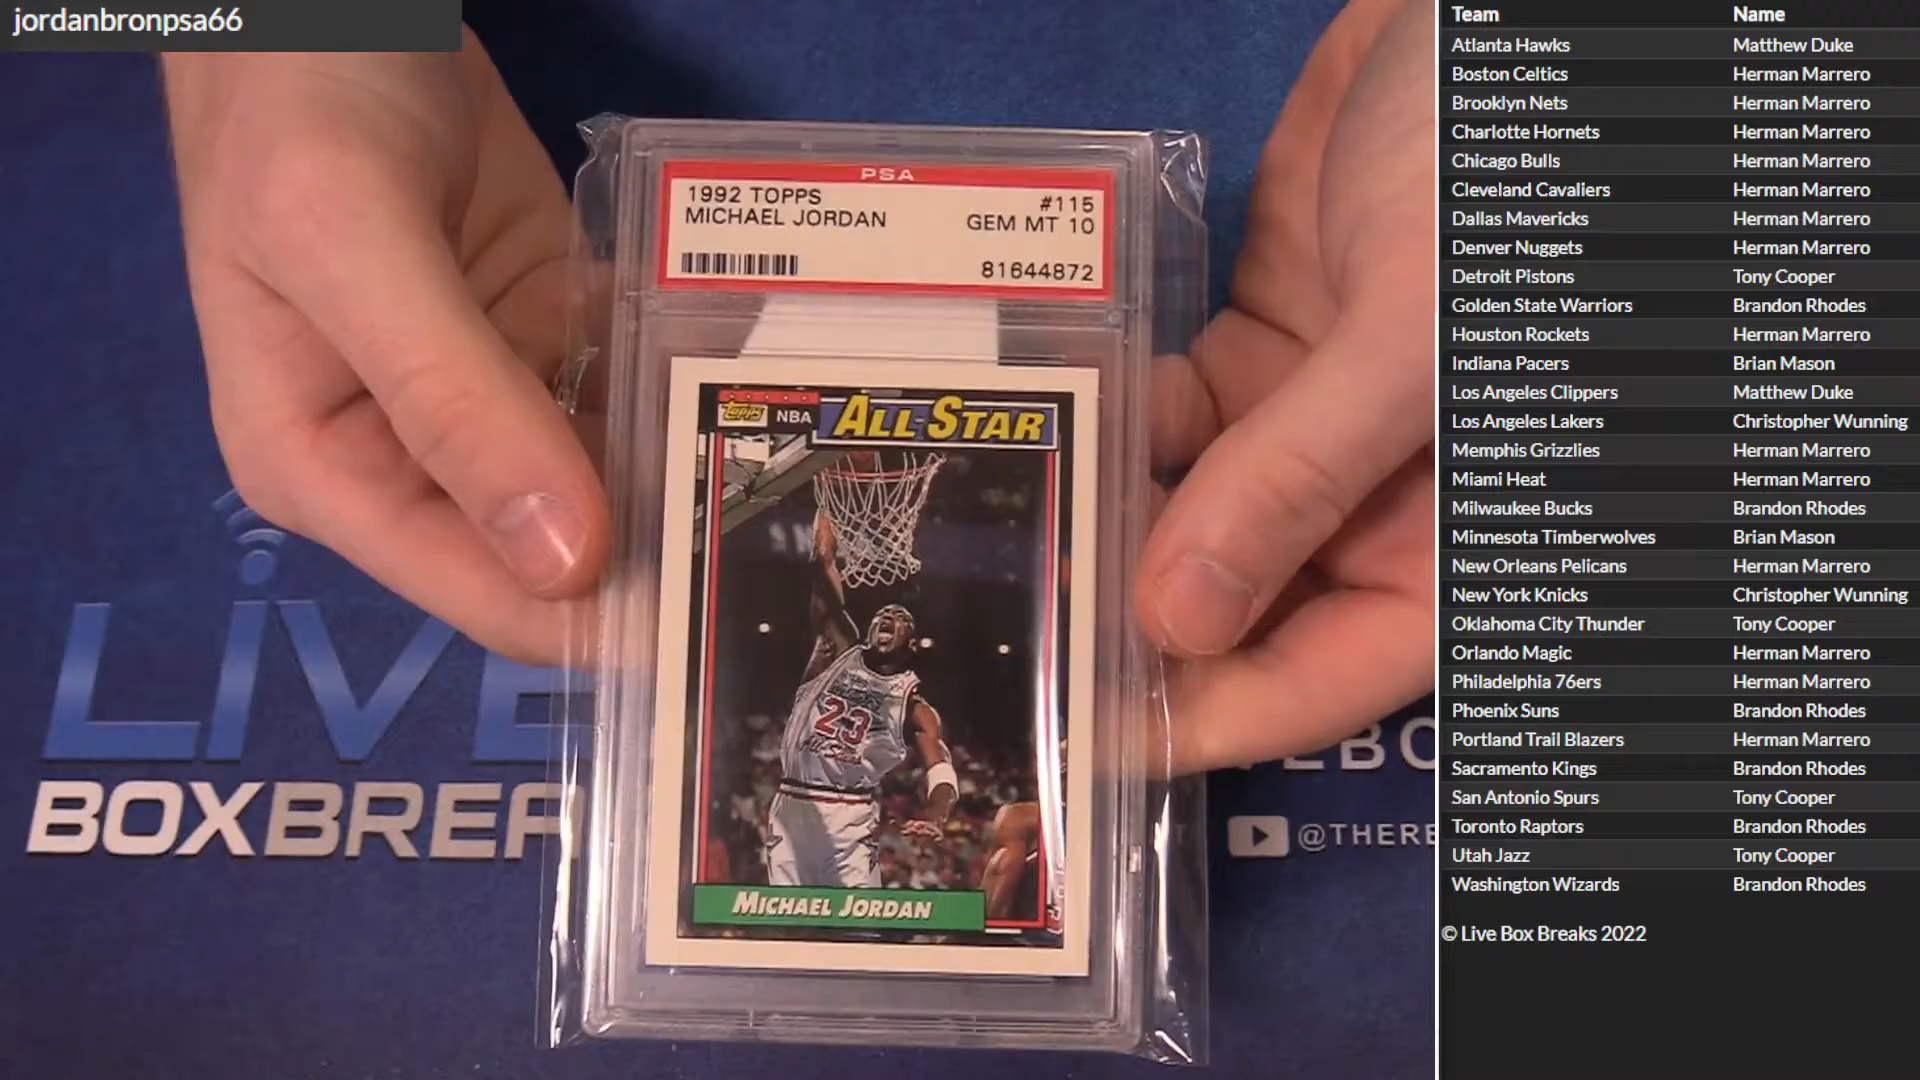 jordanbronpsa66
PSA
1992 TOPPS
#115
MICHAEL JORDAN
GEM MT 10
81644872
TOPPS NBA ALL-STAR
23
MICHAEL JORDAN
LIVE
BOXBREA
EBO
@THERE
Team Name
Atlanta Hawks Matthew Duke
Boston Celtics Herman Marrero
Brooklyn Nets Herman Marrero
Charlotte Hornets Herman Marrero
Chicago Bulls Herman Marrero
Cleveland Cavaliers Herman Marrero
Dallas Mavericks Herman Marrero
Denver Nuggets Herman Marrero
Detroit Pistons Tony Cooper
Golden State Warriors Brandon Rhodes
Houston Rockets Herman Marrero
Indiana Pacers Brian Mason
Los Angeles Clippers Matthew Duke
Los Angeles Lakers Christopher Wunning
Memphis Grizzlies Herman Marrero
Miami Heat Herman Marrero
Milwaukee Bucks Brandon Rhodes
Minnesota Timberwolves Brian Mason
New Orleans Pelicans Herman Marrero
New York Knicks Christopher Wunning
Oklahoma City Thunder Tony Cooper
Orlando Magic Herman Marrero
Philadelphia 76ers Herman Marrero
Phoenix Suns Brandon Rhodes
Portland Trail Blazers Herman Marrero
Sacramento Kings Brandon Rhodes
San Antonio Spurs Tony Cooper
Toronto Raptors Brandon Rhodes
Utah Jazz Tony Cooper
Washington Wizards Brandon Rhodes
© Live Box Breaks 2022